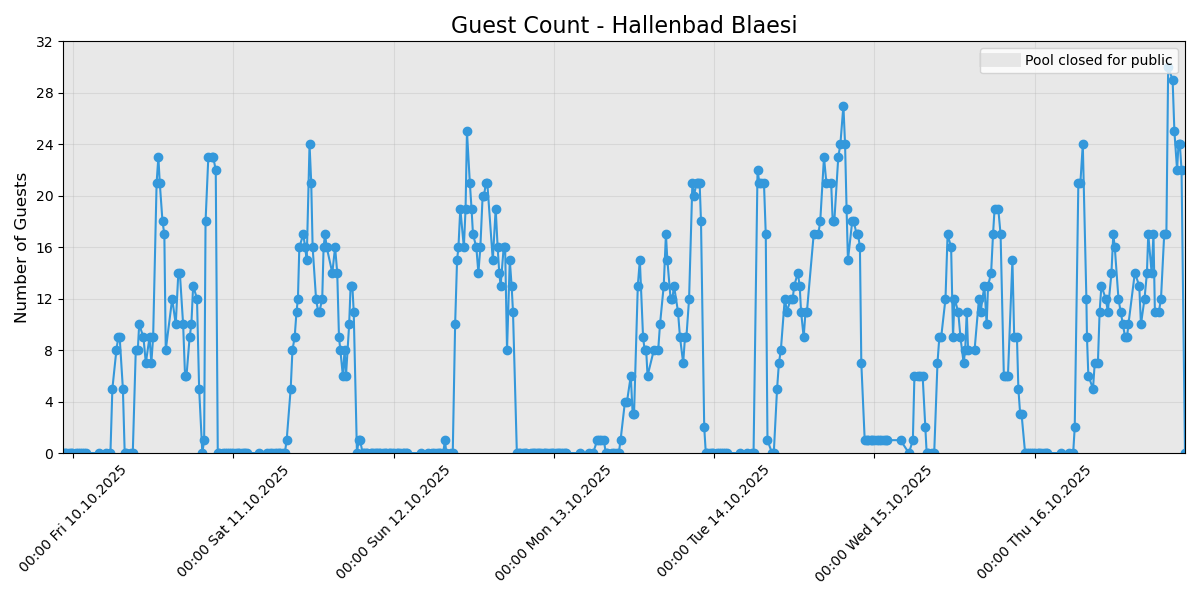 Guest Count - Hallenbad Blaesi
Pool closed for public
Number of Guests
32
28
24
20
16
12
8
4
0
00:00 Fri 10.10.2025
00:00 Sat 11.10.2025
00:00 Sun 12.10.2025
00:00 Mon 13.10.2025
00:00 Tue 14.10.2025
00:00 Wed 15.10.2025
00:00 Thu 16.10.2025